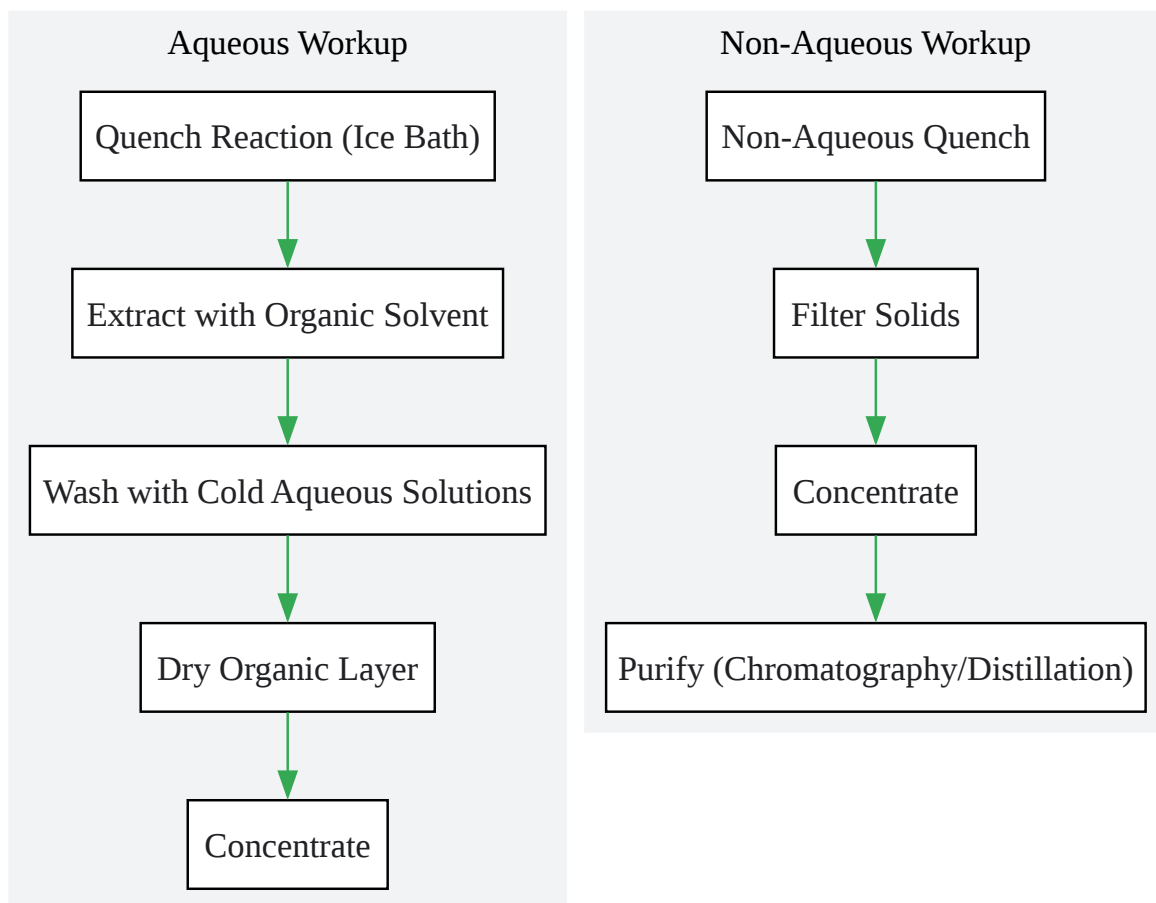 Aqueous Workup
Quench Reaction (Ice Bath)
Extract with Organic Solvent
Wash with Cold Aqueous Solutions
Dry Organic Layer
Concentrate
Non-Aqueous Workup
Non-Aqueous Quench
Filter Solids
Concentrate
Purify (Chromatography/Distillation)